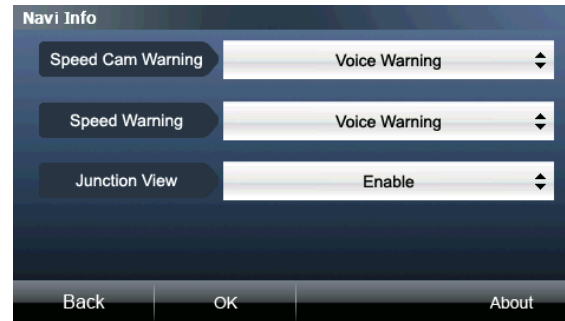 Navi Info
Speed Cam Warning Voice Warning
Speed Warning Voice Warning
Junction View Enable
Back OK About